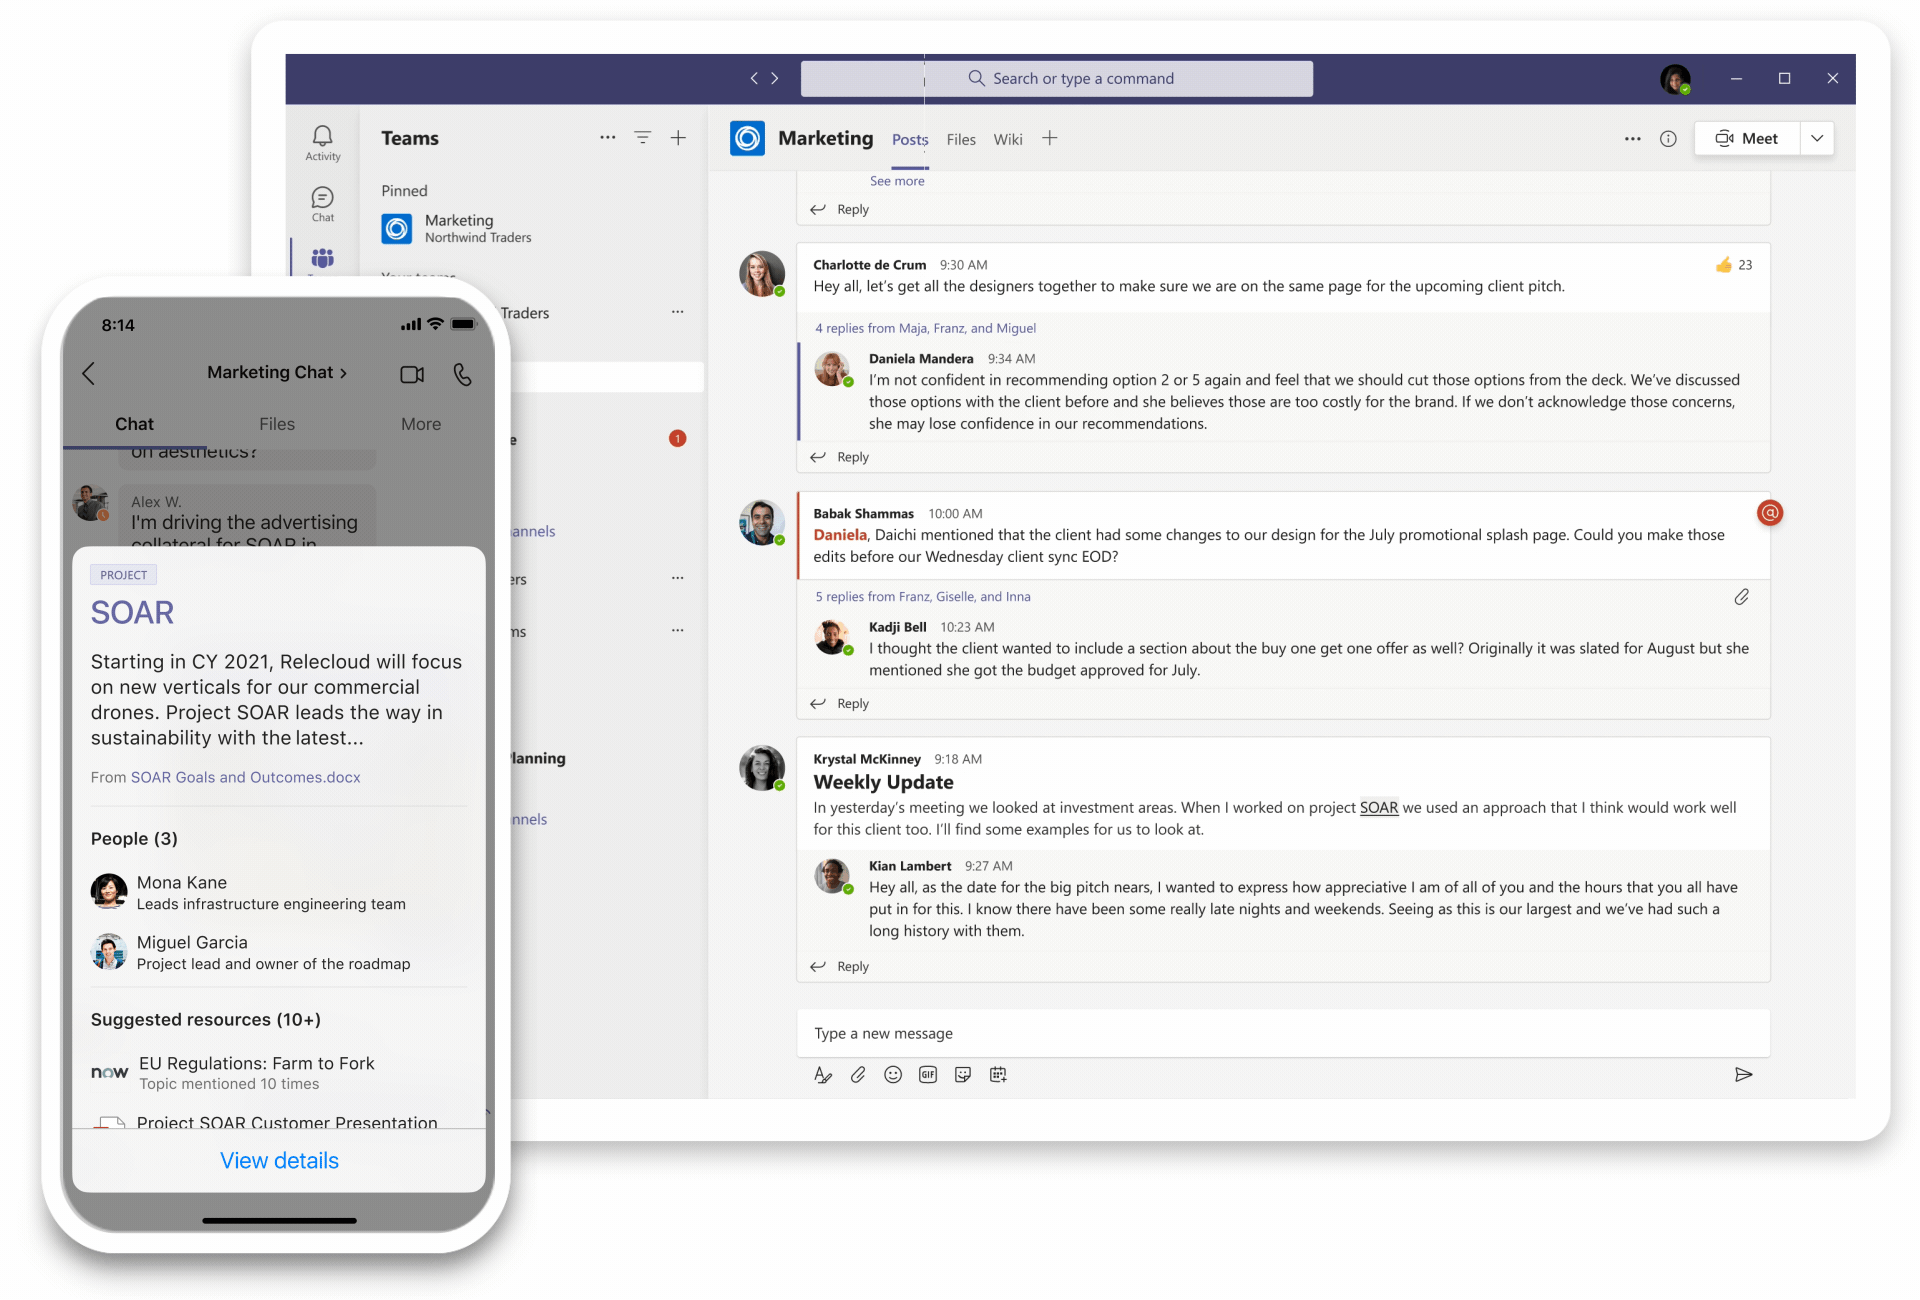 Search or type a command
Activity
Chat
Teams
Pinned
Marketing
Northwind Traders
Your teams
Traders
1
Marketing
Posts
Files
Wiki
Meet
See more
Reply
Charlotte de Crum 9:30 AM
23
Hey all, let's get all the designers together to make sure we are on the same page for the upcoming client pitch.
4 replies from Maja, Franz, and Miguel
Daniela Mandera 9:34 AM
I'm not confident in recommending option 2 or 5 again and feel that we should cut those options from the deck. We've discussed
those options with the client before and she believes those are too costly for the brand. If we don't acknowledge those concerns,
she may lose confidence in our recommendations.
Reply
Babak Shammas 10:00 AM
@
Daniela, Daichi mentioned that the client had some changes to our design for the July promotional splash page. Could you make those
edits before our Wednesday client sync EOD?
5 replies from Franz, Giselle, and Inna
Kadji Bell 10:23 AM
I thought the client wanted to include a section about the buy one get one offer as well? Originally it was slated for August but she
mentioned she got the budget approved for July.
Reply
Krystal McKinney 9:18 AM
Weekly Update
In yesterday's meeting we looked at investment areas. When I worked on project SOAR we used an approach that I think would work well
for this client too. I'll find some examples for us to look at.
Kian Lambert 9:27 AM
Hey all, as the date for the big pitch nears, I wanted to express how appreciative I am of all of you and the hours that you all have
put in for this. I know there have been some really late nights and weekends. Seeing as this is our largest and we've had such a
long history with them.
Reply
Type a new message
GIF
8:14
Marketing Chat >
Chat
Files
More
on aesthetics?
Alex W.
I'm driving the advertising
collateral for SOAR in
PROJECT
SOAR
Starting in CY 2021, Relecloud will focus
on new verticals for our commercial
drones. Project SOAR leads the way in
sustainability with the latest...
From SOAR Goals and Outcomes.docx
People (3)
Mona Kane
Leads infrastructure engineering team
Miguel Garcia
Project lead and owner of the roadmap
Suggested resources (10+)
now
EU Regulations: Farm to Fork
Topic mentioned 10 times
Project SOAR Customer Presentation
View details